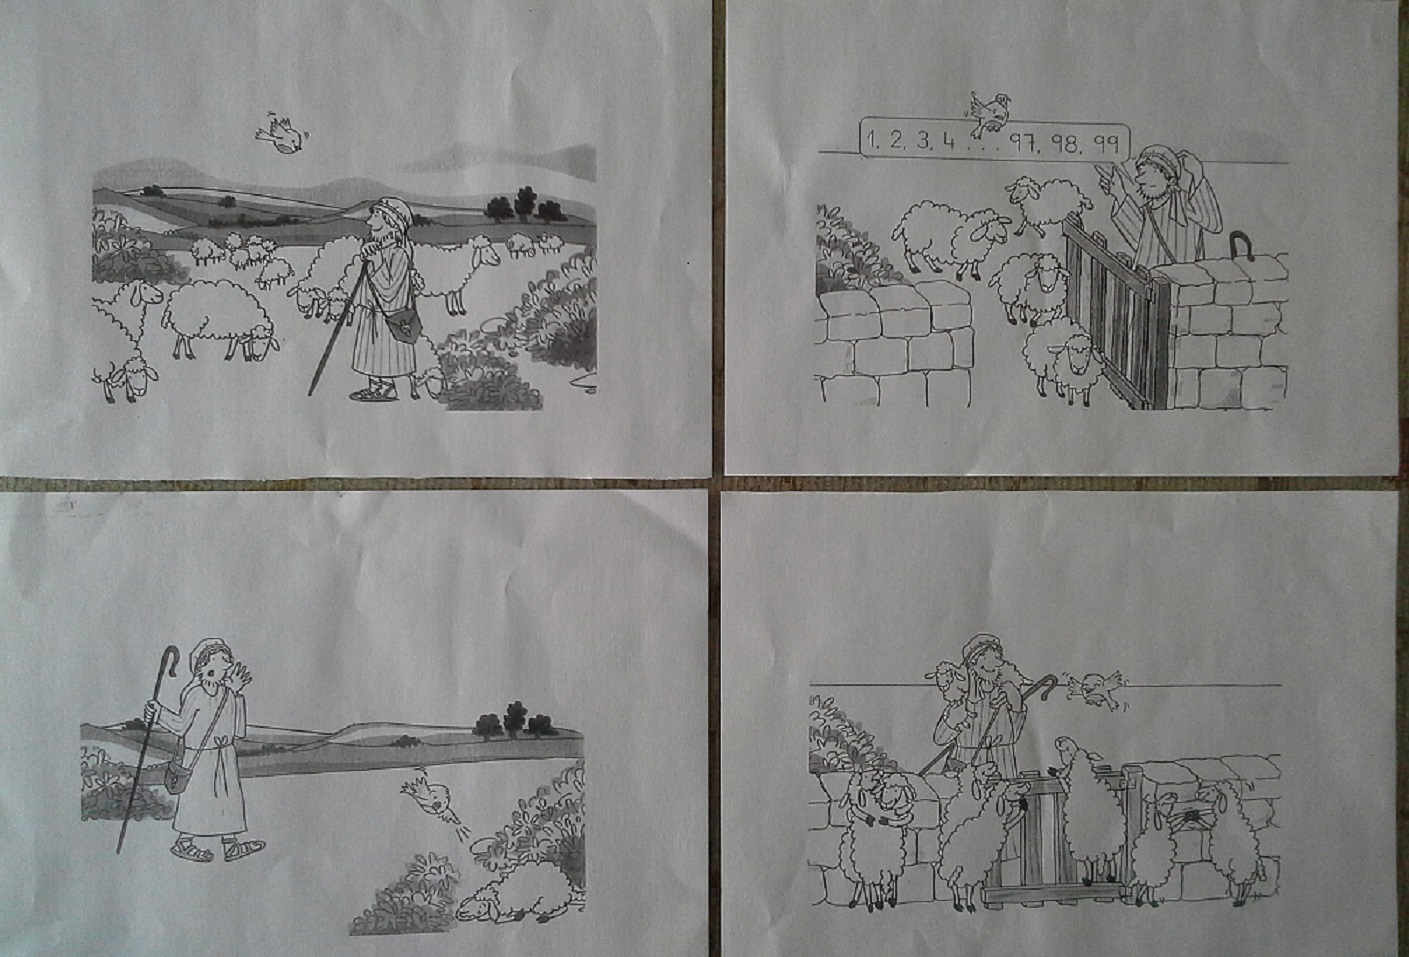 1, 2, 3, 4 . . . 97, 98, 99